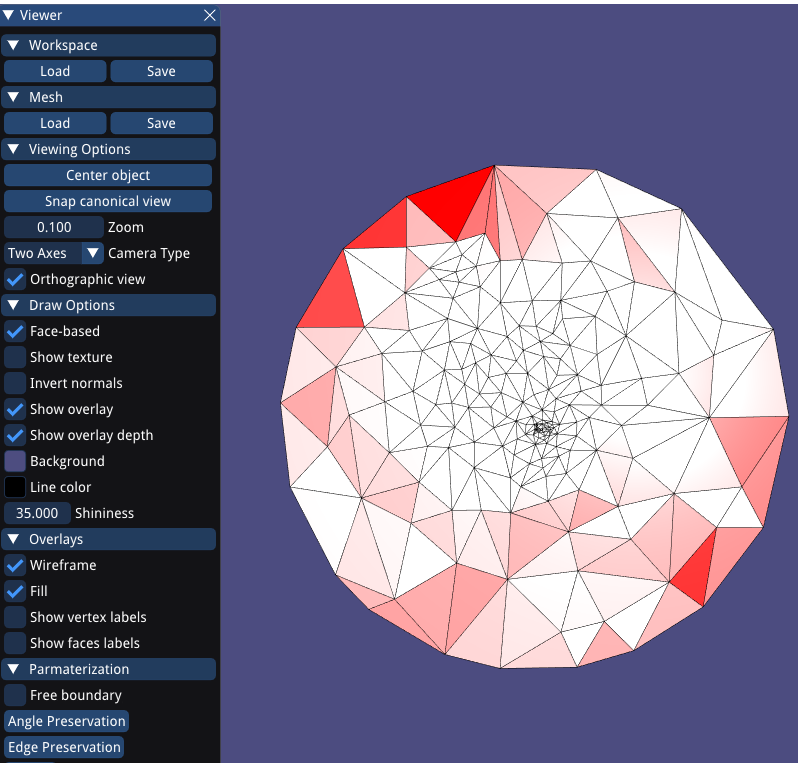 Viewer
Workspace
Load Save
Mesh
Load Save
Viewing Options
Center object
Snap canonical view
0.100 Zoom
Two Axes Camera Type
Orthographic view
Draw Options
Face-based
Show texture
Invert normals
Show overlay
Show overlay depth
Background
Line color
35.000 Shininess
Overlays
Wireframe
Fill
Show vertex labels
Show faces labels
Parmaterization
Free boundary
Angle Preservation
Edge Preservation